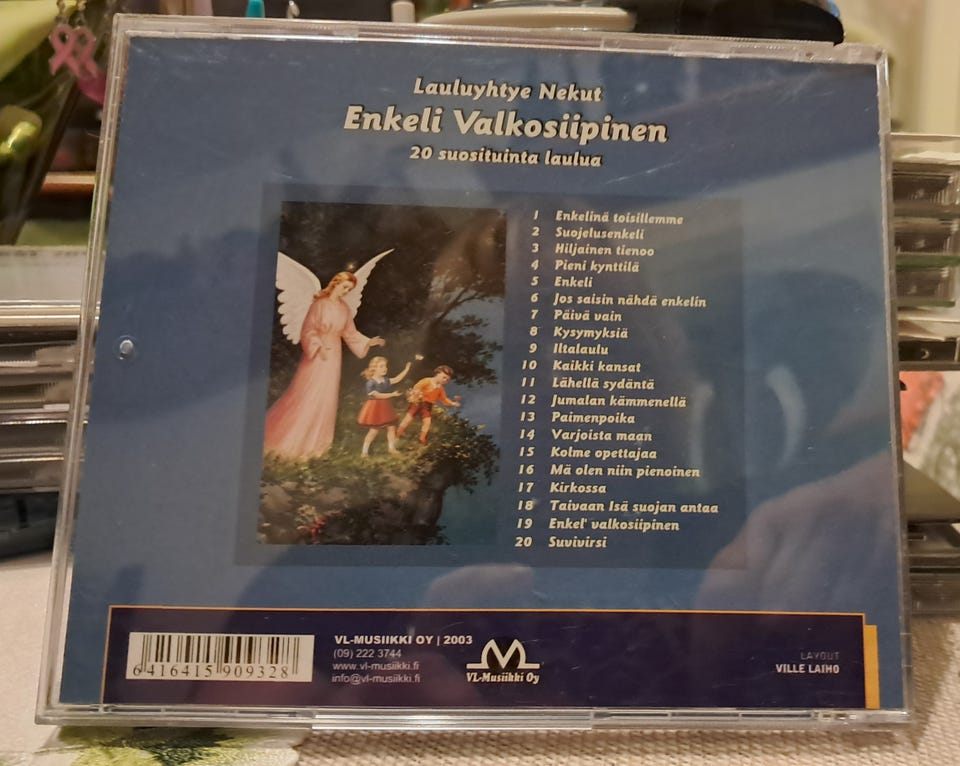 Lauluyhtye Nekut
Enkeli Valkosiipinen
20 suosituinta laulua
1 Enkelinä toisillemme
2 Suojelusenkeli
3 Hiljainen tienoo
4 Pieni kynttilä
5 Enkeli
6 Jos saisin nähdä enkelin
7 Päivä vain
8 Kysymyksiä
9 Iltalaulu
10 Kaikki kansat
11 Lähellä sydäntä
12 Jumalan kämmenellä
13 Paimenpoika
14 Varjoista maan
15 Kolme opettajaa
16 Mä olen niin pienoinen
17 Kirkossa
18 Taivaan Isä suojan antaa
19 Enkel' valkosiipinen
20 Suvivirsi
6 416415 909328
VL-MUSIIKKI OY | 2003
(09) 222 3744
www.vl-musiikki.fi
info@vl-musiikki.fi
VL-Musiikki Oy
LAYOUT
VILLE LAIHO